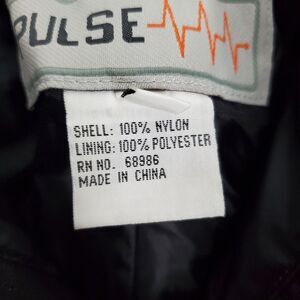 PULSE
SHELL: 100% NYLON
LINING: 100% POLYESTER
RN NO. 68986
MADE IN CHINA